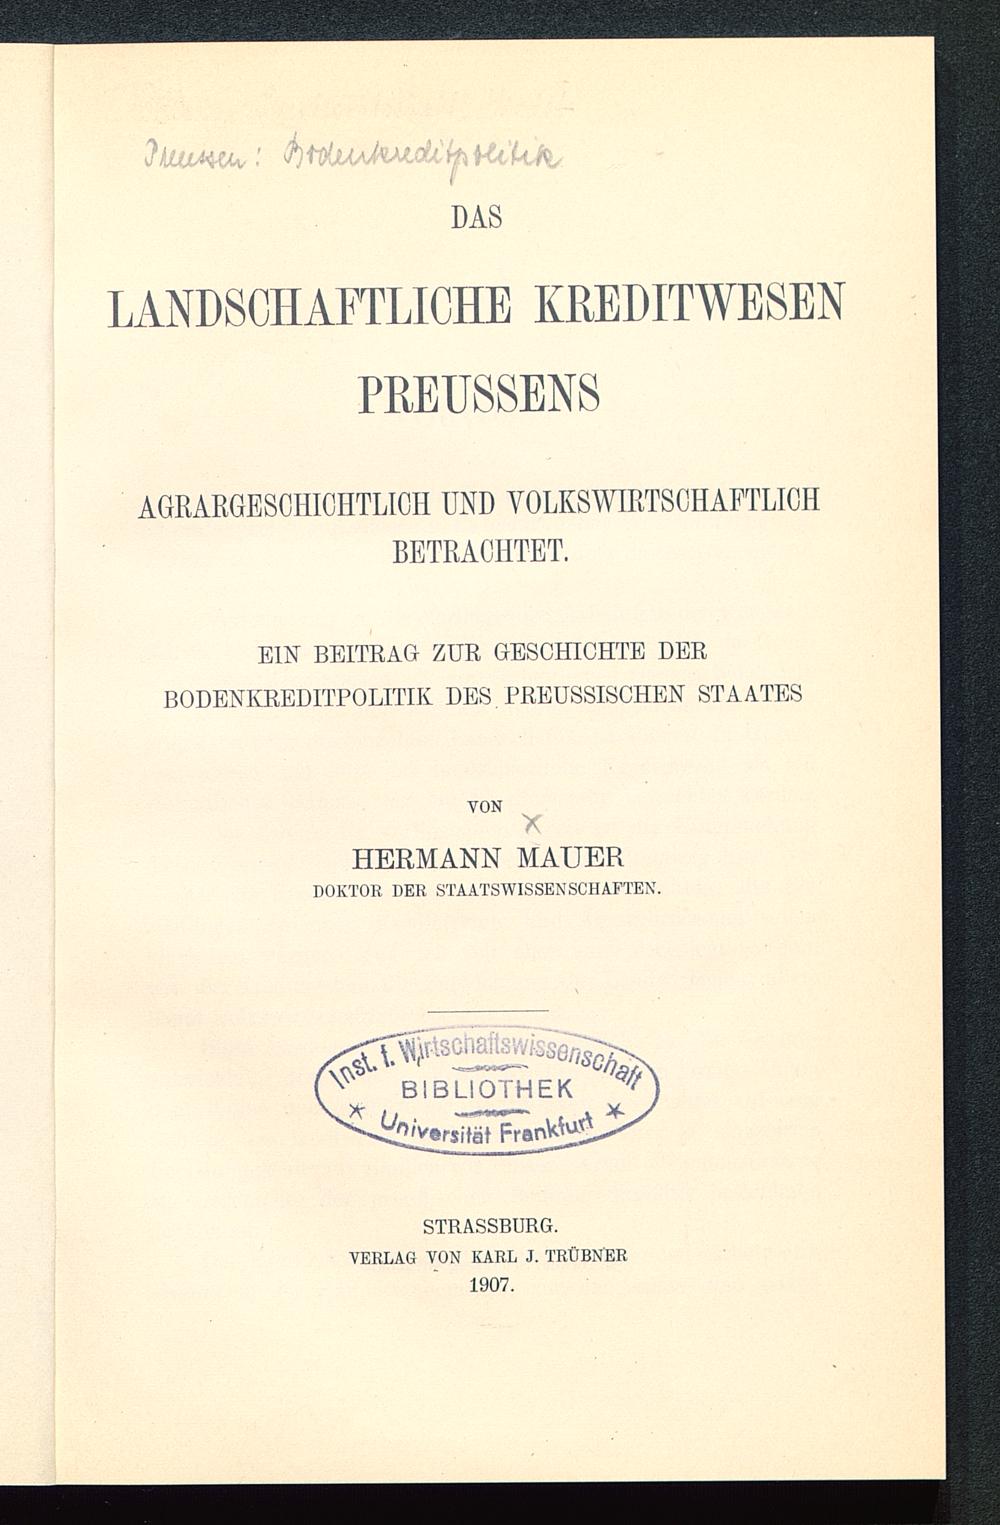 Preussen: Bodenkreditpolitik
DAS
LANDSCHAFTLICHE KREDITWESEN
PREUSSENS
AGRARGESCHICHTLICH UND VOLKSWIRTSCHAFTLICH
BETRACHTET.
EIN BEITRAG ZUR GESCHICHTE DER
BODENKREDITPOLITIK DES PREUSSISCHEN STAATES
VON
X
HERMANN MAUER
DOKTOR DER STAATSWISSENSCHAFTEN.
Inst. f. Wirtschaftswissenschaft
BIBLIOTHEK
* Universität Frankfurt *
STRASSBURG.
VERLAG VON KARL J. TRÜBNER
1907.